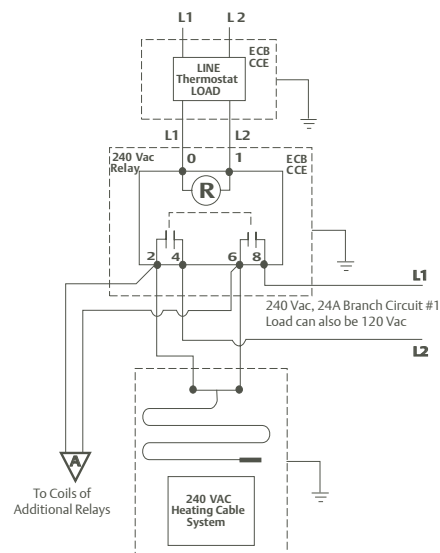 L1 L2
ECB
CCE
LINE
Thermostat
LOAD
L1 L2
240 Vac
Relay
0 1
ECB
CCE
R
2 4 6 8
L1
240 Vac, 24A Branch Circuit #1
Load can also be 120 Vac
L2
A
To Coils of
Additional Relays
240 VAC
Heating Cable
System